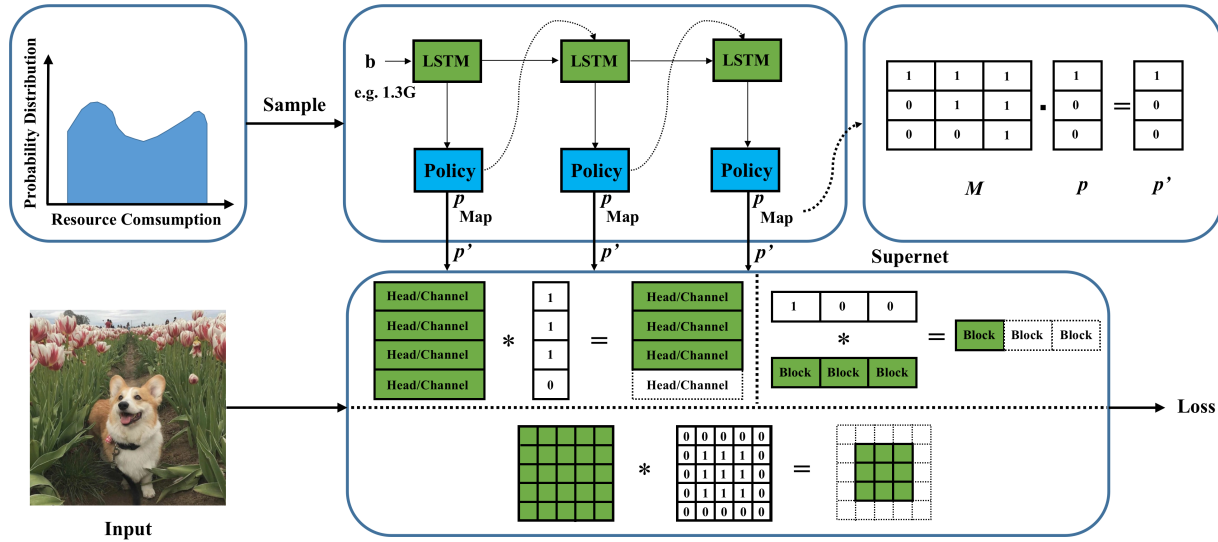 Probability Distribution
Resource Comsumption
Sample
b
e.g. 1.3G
LSTM
LSTM
LSTM
Policy
Policy
Policy
p
Map
p'
p
Map
p'
p
Map
p'
1 1 1
0 1 1
0 0 1
.
1
0
0
=
1
0
0
M
p
p'
Supernet
Head/Channel
Head/Channel
Head/Channel
Head/Channel
*
1
1
1
0
=
Head/Channel
Head/Channel
Head/Channel
Head/Channel
1 0 0
*
Block Block Block
=
Block Block Block
*
0 0 0 0 0
0 1 1 1 0
0 1 1 1 0
0 1 1 1 0
0 0 0 0 0
=
Input
Loss